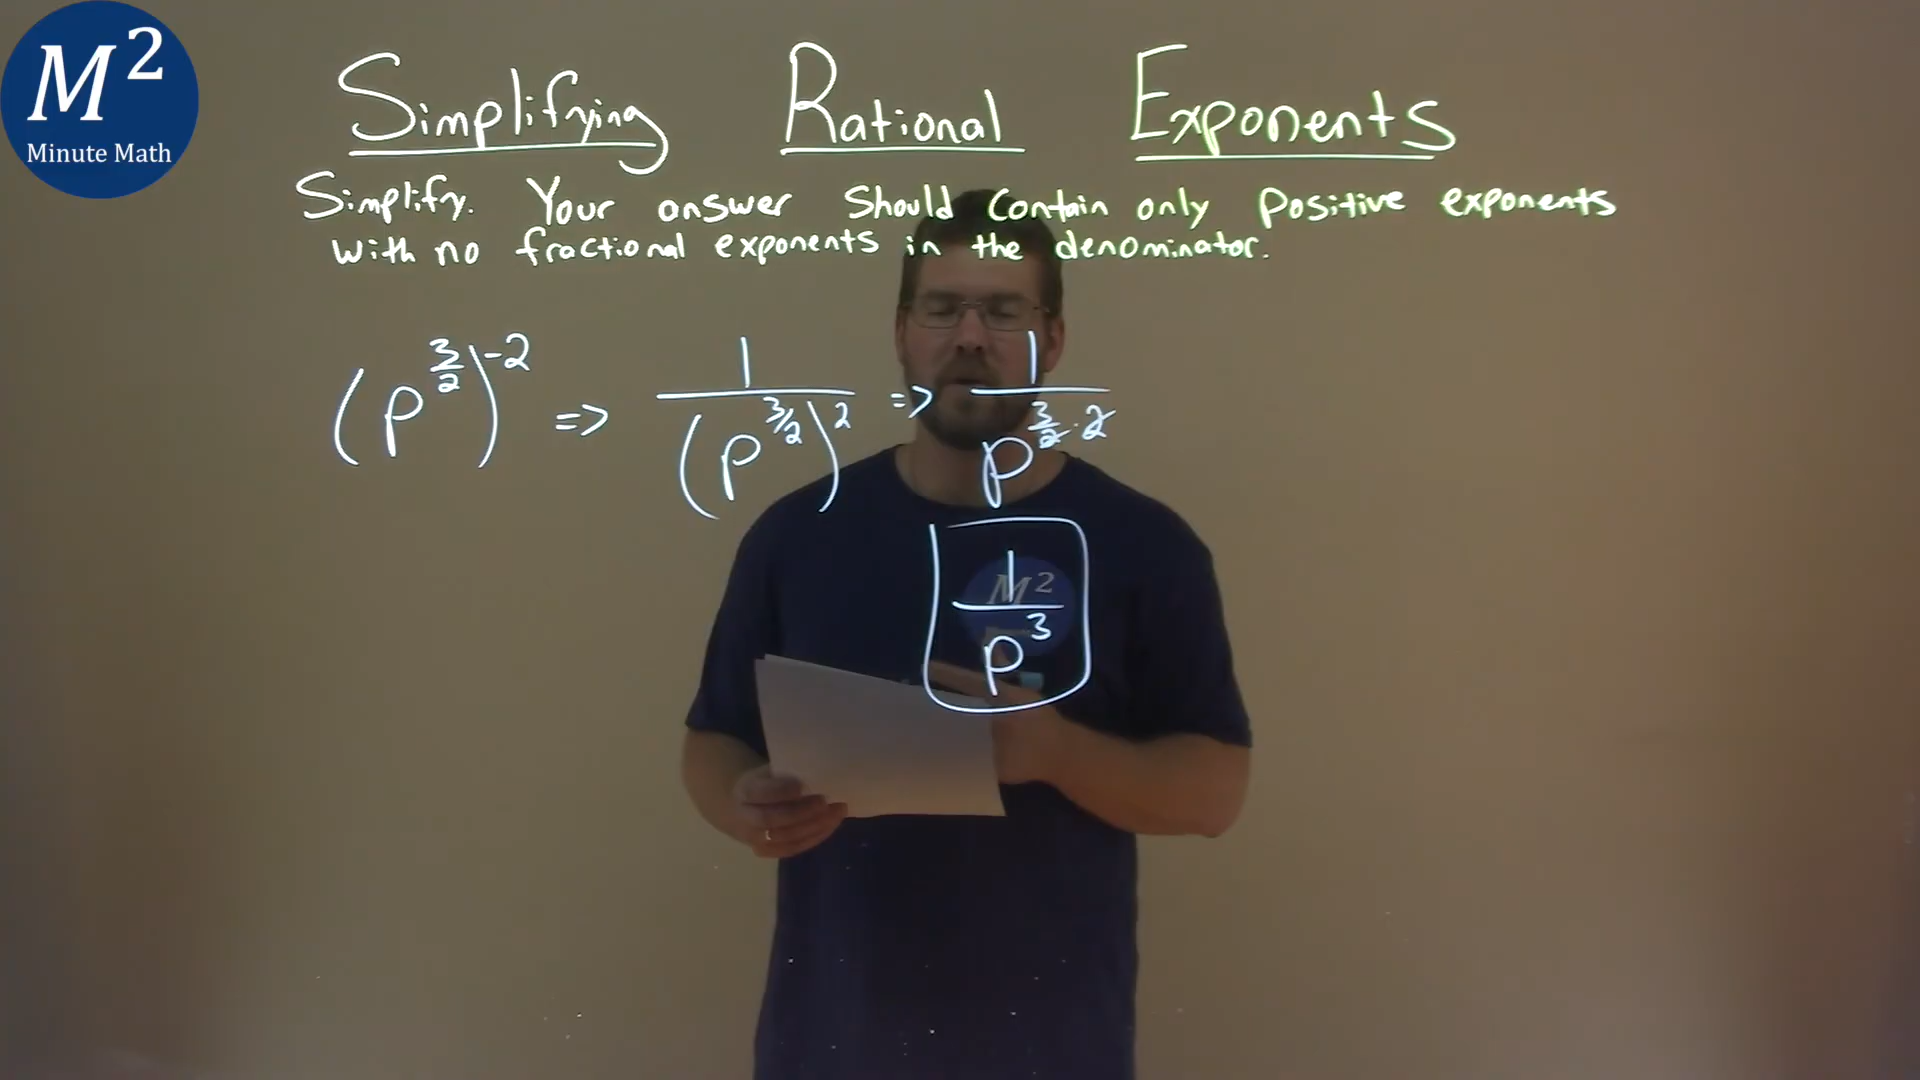 M²
Minute Math
Simplifying Rational Exponents
Simplify. Your answer should contain only positive exponents
with no fractional exponents in the denominator.
(p^(3/2))^-2 => 1/(p^(3/2))^2 => 1/p^(3/2 · 2)
1/p^3
M²